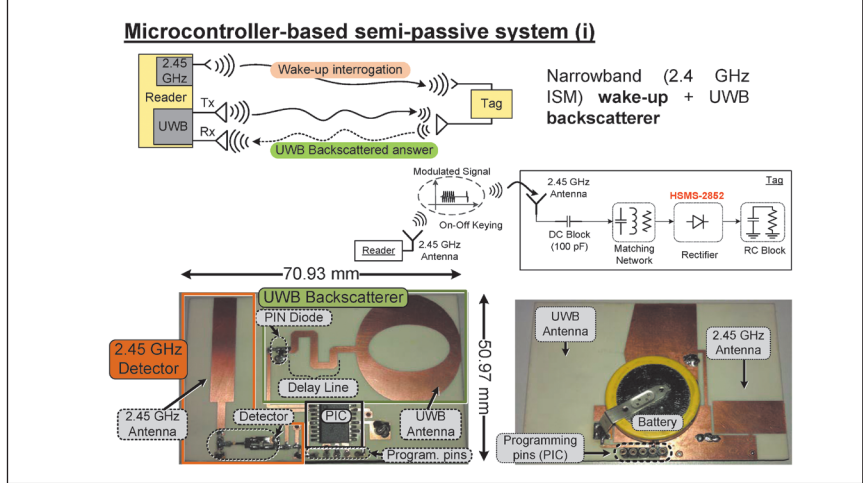 Microcontroller-based semi-passive system (i)
2.45
GHz
Reader
UWB
Tx
Rx
Wake-up interrogation
UWB Backscattered answer
Tag
Narrowband (2.4 GHz
ISM) wake-up + UWB
backscatterer
Modulated Signal
On-Off Keying
Reader
2.45 GHz
Antenna
2.45 GHz
Antenna
Tag
HSMS-2852
DC Block
(100 pF)
Matching
Network
Rectifier
RC Block
70.93 mm
50.97 mm
UWB Backscatterer
PIN Diode
Delay Line
2.45 GHz
Detector
2.45 GHz
Antenna
Detector
PIC
UWB
Antenna
Program. pins
UWB
Antenna
2.45 GHz
Antenna
Battery
Programming
pins (PIC)